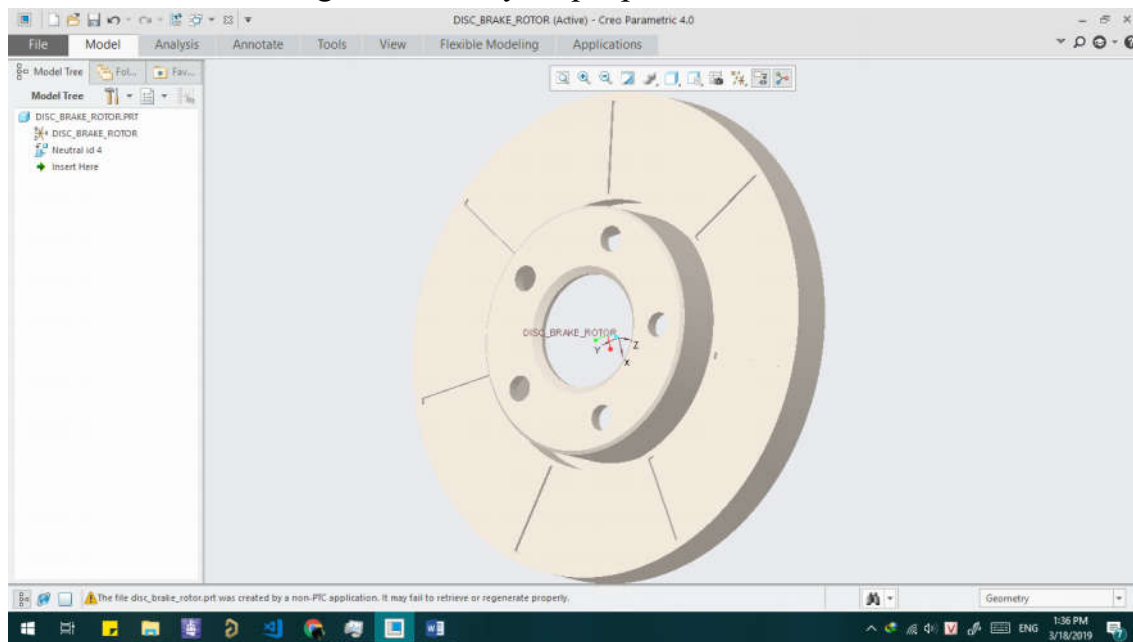 DISC_BRAKE_ROTOR (Active) - Creo Parametric 4.0
File Model Analysis Annotate Tools View Flexible Modeling Applications
Model Tree Fol... Fav...
Model Tree
DISC_BRAKE_ROTOR.PRT
DISC_BRAKE_ROTOR
Neutral id 4
Insert Here
DISC_BRAKE_ROTOR
Y
Z
X
The file disc_brake_rotor.prt was created by a non-PTC application. It may fail to retrieve or regenerate properly.
Geometry
ENG
1:36 PM
3/18/2019